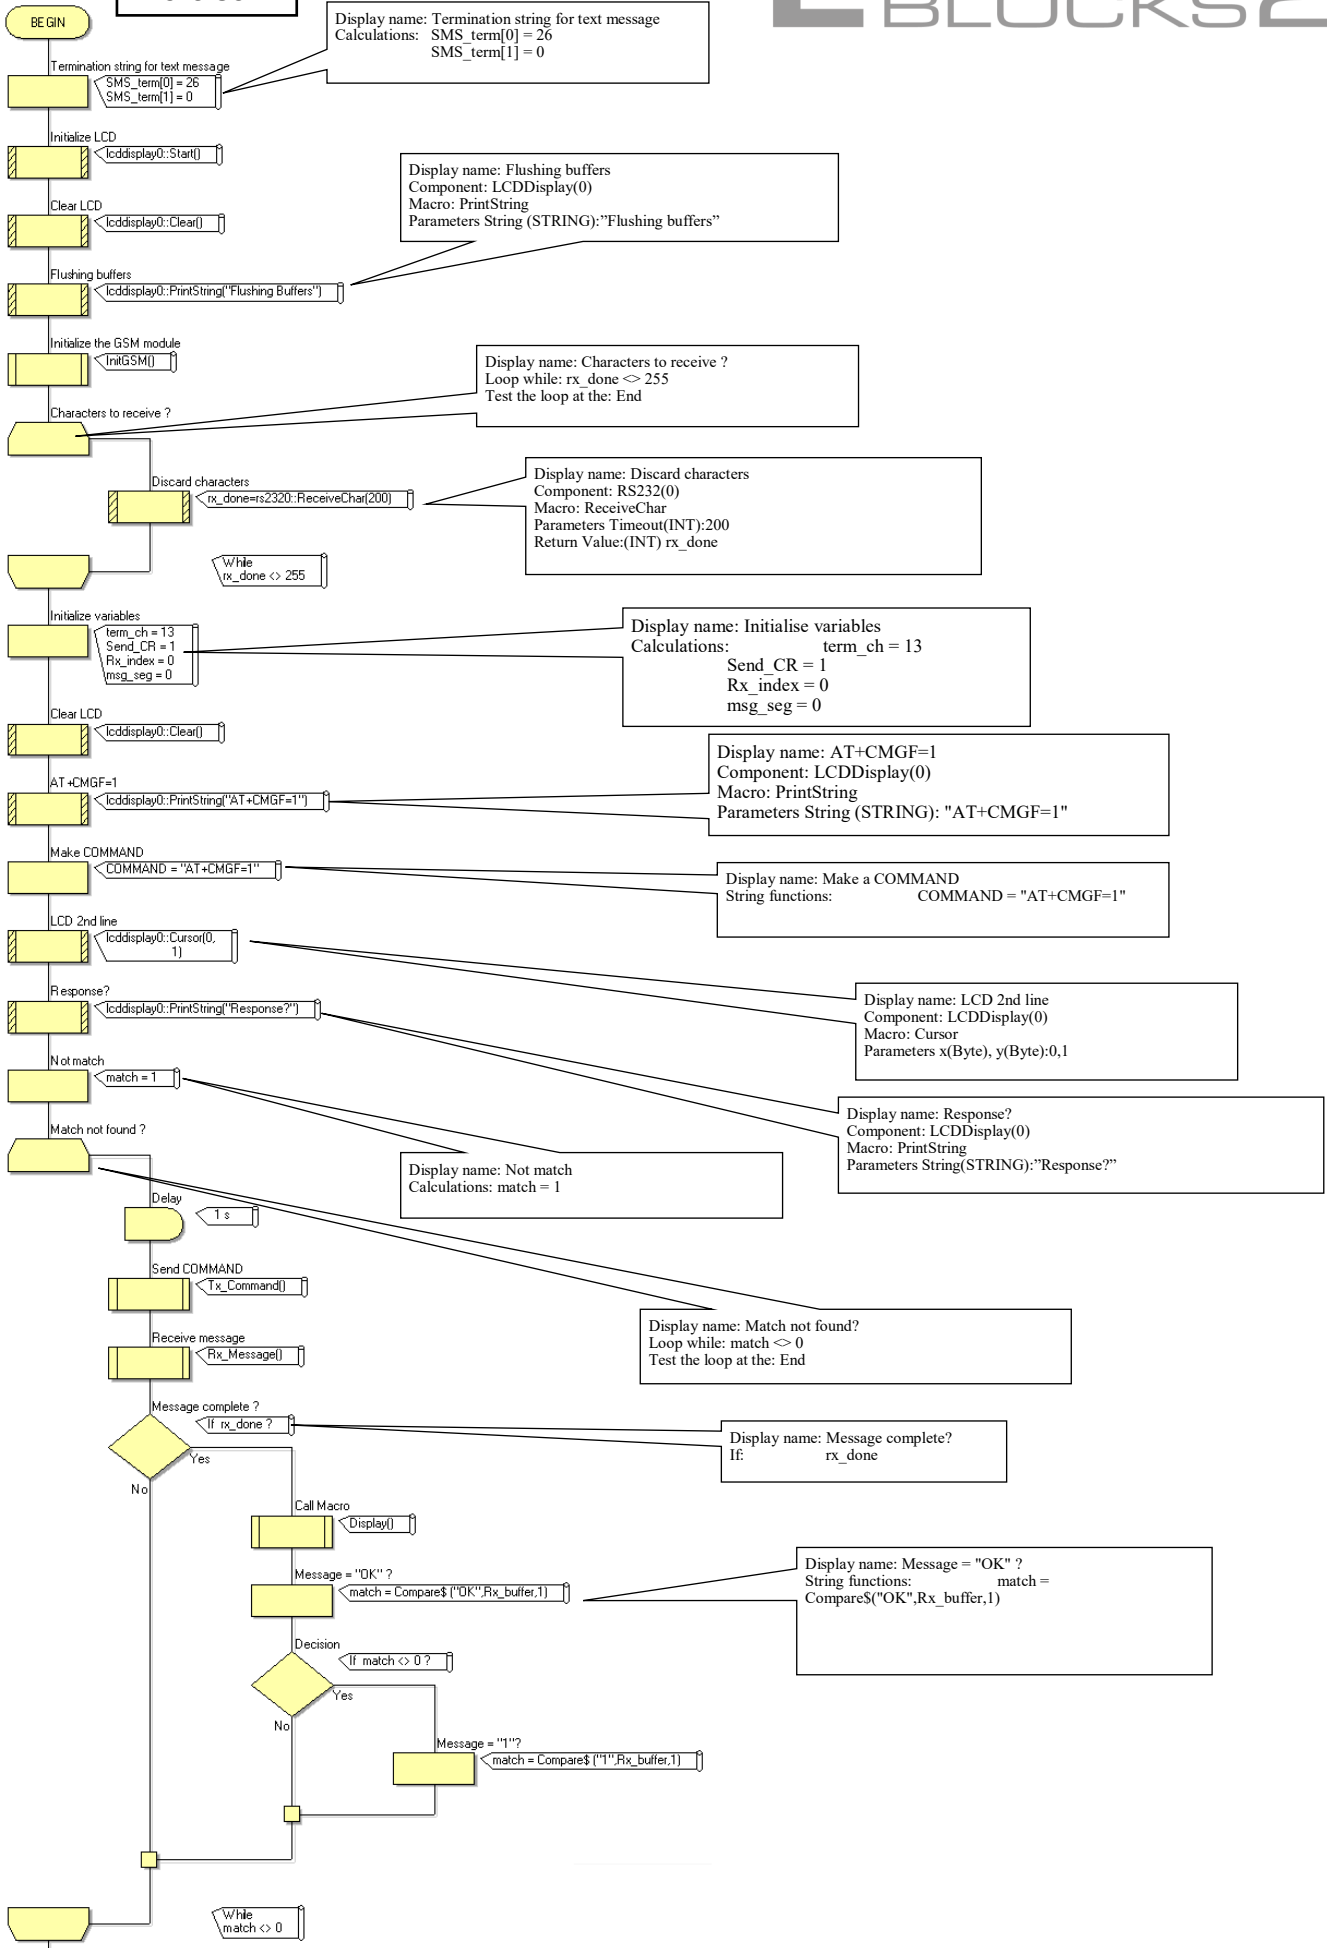 BLOCKS2
BEGIN
Display name: Termination string for text message
Calculations: SMS_term[0] = 26
SMS_term[1] = 0
Termination string for text message
SMS_term[0] = 26
SMS_term[1] = 0
Initialize LCD
lcddisplay0::Start()
Clear LCD
lcddisplay0::Clear()
Display name: Flushing buffers
Component: LCDDisplay(0)
Macro: PrintString
Parameters String (STRING):”Flushing buffers”
Flushing buffers
lcddisplay0::PrintString("Flushing Buffers")
Initialize the GSM module
InitGSM()
Display name: Characters to receive ?
Loop while: rx_done <> 255
Test the loop at the: End
Characters to receive ?
Discard characters
rx_done=rs2320::ReceiveChar(200)
Display name: Discard characters
Component: RS232(0)
Macro: ReceiveChar
Parameters Timeout(INT):200
Return Value:(INT) rx_done
While
rx_done <> 255
Initialize variables
term_ch = 13
Send_CR = 1
Rx_index = 0
msg_seg = 0
Display name: Initialise variables
Calculations: term_ch = 13
Send_CR = 1
Rx_index = 0
msg_seg = 0
Clear LCD
lcddisplay0::Clear()
AT+CMGF=1
lcddisplay0::PrintString("AT+CMGF=1")
Display name: AT+CMGF=1
Component: LCDDisplay(0)
Macro: PrintString
Parameters String (STRING): "AT+CMGF=1"
Make COMMAND
COMMAND = "AT+CMGF=1"
Display name: Make a COMMAND
String functions: COMMAND = "AT+CMGF=1"
LCD 2nd line
lcddisplay0::Cursor(0,
1)
Display name: LCD 2nd line
Component: LCDDisplay(0)
Macro: Cursor
Parameters x(Byte), y(Byte):0,1
Response?
lcddisplay0::PrintString("Response?")
Display name: Response?
Component: LCDDisplay(0)
Macro: PrintString
Parameters String(STRING):”Response?”
Not match
match = 1
Display name: Not match
Calculations: match = 1
Match not found ?
Delay
1 s
Send COMMAND
Tx_Command()
Display name: Match not found?
Loop while: match <> 0
Test the loop at the: End
Receive message
Rx_Message()
Message complete ?
If rx_done ?
Yes
No
Display name: Message complete?
If: rx_done
Call Macro
Display()
Message = "OK" ?
match = Compare$ ("OK",Rx_buffer,1)
Display name: Message = "OK" ?
String functions: match =
Compare$("OK",Rx_buffer,1)
Decision
If match <> 0 ?
Yes
No
Message = "1"?
match = Compare$ ("1",Rx_buffer,1)
While
match <> 0